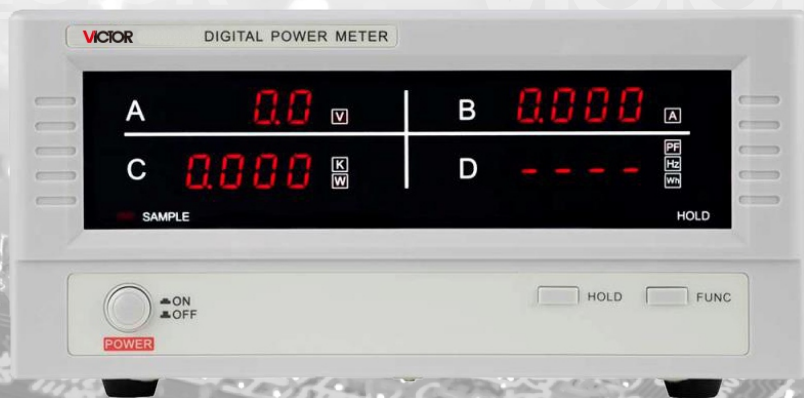 VICTOR DIGITAL POWER METER
A 0.0 V
B 0.000 A
C 0.000 K W
D - - - - PF Hz Wh
SAMPLE
HOLD
ON
OFF
POWER
HOLD
FUNC